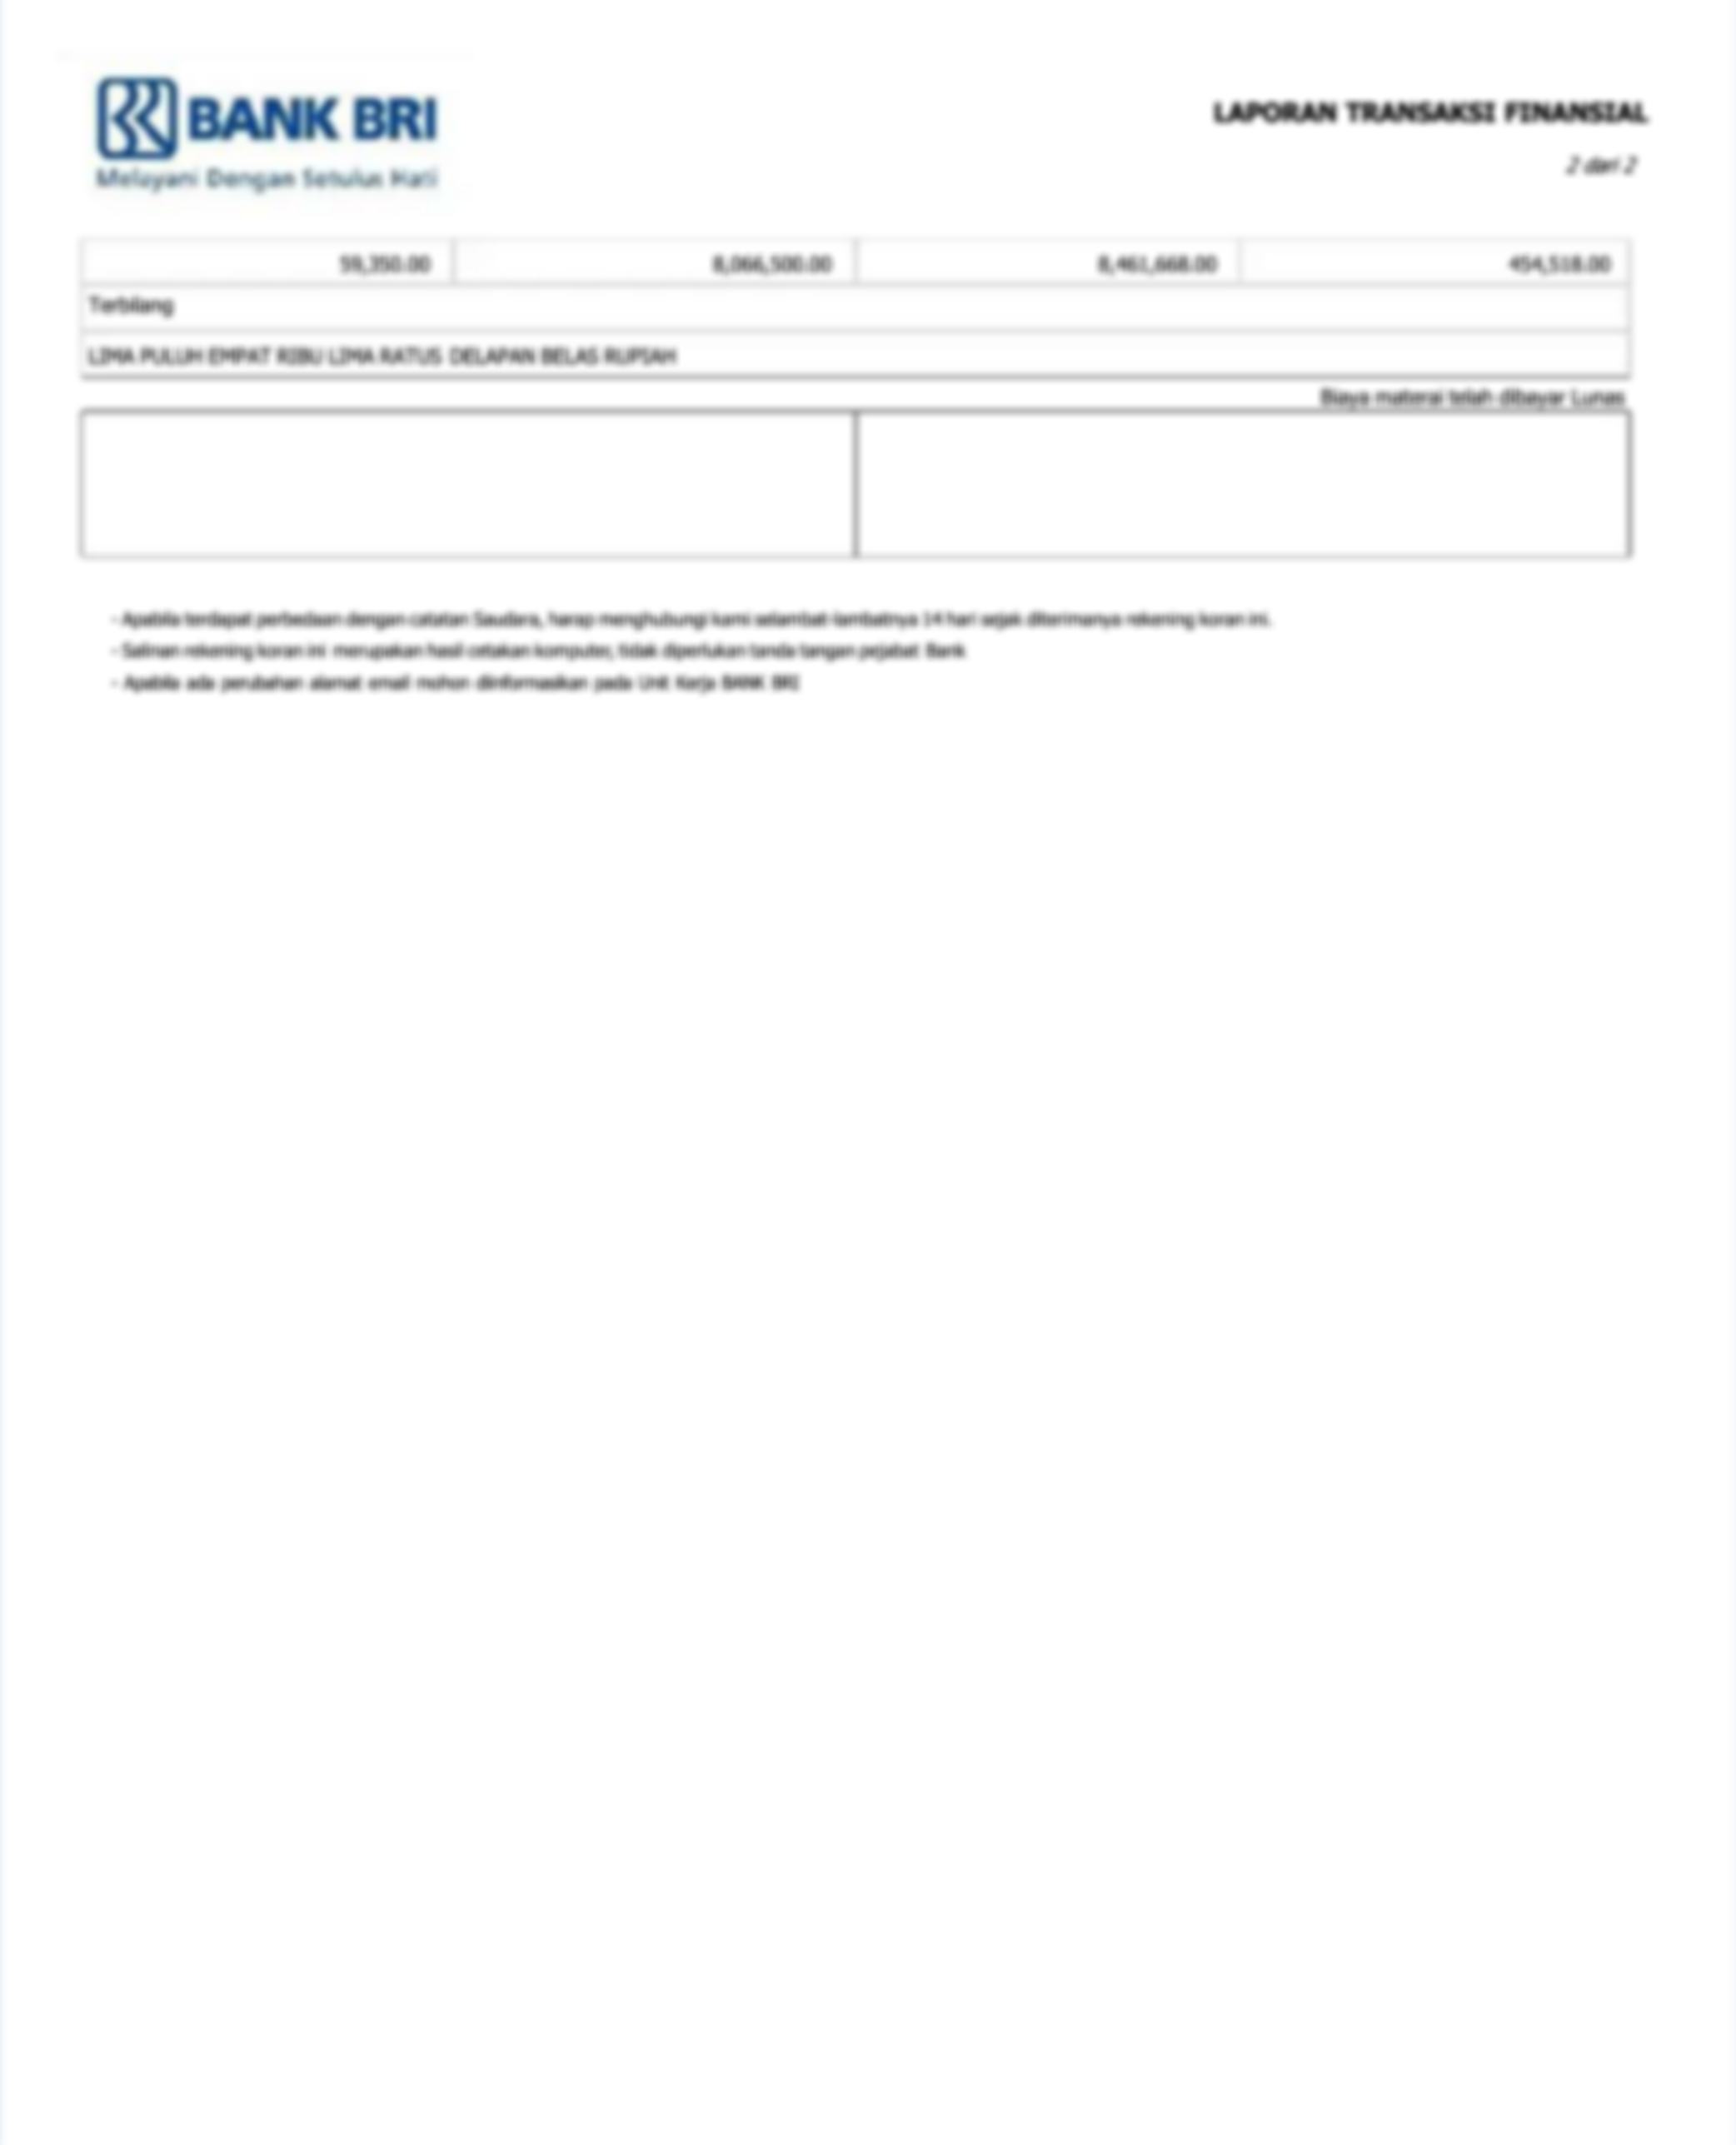 BANK BRI
Melayani Dengan Setulus Hati
LAPORAN TRANSAKSI FINANSIAL
2 dari 2
59,350.00 8,066,500.00 8,461,668.00 454,518.00
Terbilang
LIMA PULUH EMPAT RIBU LIMA RATUS DELAPAN BELAS RUPIAH
Biaya materai telah dibayar Lunas
- Apabila terdapat perbedaan dengan catatan Saudara, harap menghubungi kami selambat-lambatnya 14 hari sejak diterimanya rekening koran ini.
- Salinan rekening koran ini merupakan hasil cetakan komputer, tidak diperlukan tanda tangan pejabat Bank
- Apabila ada perubahan alamat email mohon diinformasikan pada Unit Kerja BANK BRI